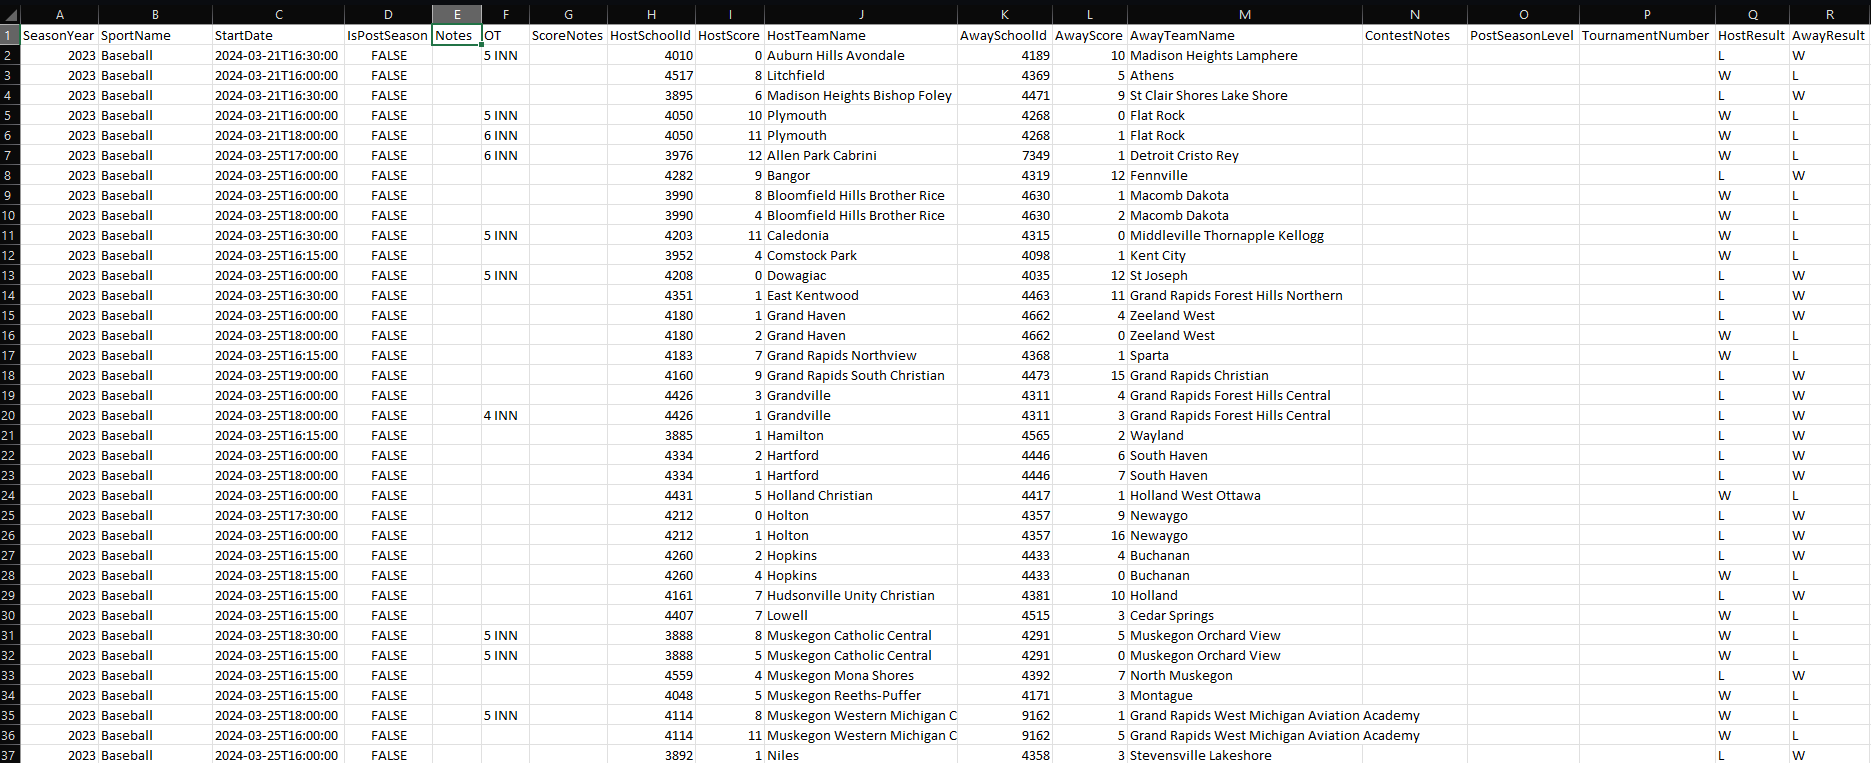 A B C D E F G H I J K L M N O P Q R
1 SeasonYear SportName StartDate IsPostSeason Notes OT ScoreNotes HostSchoolId HostScore HostTeamName AwaySchoolId AwayScore AwayTeamName ContestNotes PostSeasonLevel TournamentNumber HostResult AwayResult
2 2023 Baseball 2024-03-21T16:30:00 FALSE 5 INN 4010 0 Auburn Hills Avondale 4189 10 Madison Heights Lamphere L W
3 2023 Baseball 2024-03-21T16:00:00 FALSE 4517 8 Litchfield 4369 5 Athens W L
4 2023 Baseball 2024-03-21T16:30:00 FALSE 3895 6 Madison Heights Bishop Foley 4471 9 St Clair Shores Lake Shore L W
5 2023 Baseball 2024-03-21T16:00:00 FALSE 5 INN 4050 10 Plymouth 4268 0 Flat Rock W L
6 2023 Baseball 2024-03-21T18:00:00 FALSE 6 INN 4050 11 Plymouth 4268 1 Flat Rock W L
7 2023 Baseball 2024-03-25T17:00:00 FALSE 6 INN 3976 12 Allen Park Cabrini 7349 1 Detroit Cristo Rey W L
8 2023 Baseball 2024-03-25T16:00:00 FALSE 4282 9 Bangor 4319 12 Fennville L W
9 2023 Baseball 2024-03-25T16:00:00 FALSE 3990 8 Bloomfield Hills Brother Rice 4630 1 Macomb Dakota W L
10 2023 Baseball 2024-03-25T18:00:00 FALSE 3990 4 Bloomfield Hills Brother Rice 4630 2 Macomb Dakota W L
11 2023 Baseball 2024-03-25T16:30:00 FALSE 5 INN 4203 11 Caledonia 4315 0 Middleville Thornapple Kellogg W L
12 2023 Baseball 2024-03-25T16:15:00 FALSE 3952 4 Comstock Park 4098 1 Kent City W L
13 2023 Baseball 2024-03-25T16:00:00 FALSE 5 INN 4208 0 Dowagiac 4035 12 St Joseph L W
14 2023 Baseball 2024-03-25T16:30:00 FALSE 4351 1 East Kentwood 4463 11 Grand Rapids Forest Hills Northern L W
15 2023 Baseball 2024-03-25T16:00:00 FALSE 4180 1 Grand Haven 4662 4 Zeeland West L W
16 2023 Baseball 2024-03-25T18:00:00 FALSE 4180 2 Grand Haven 4662 0 Zeeland West W L
17 2023 Baseball 2024-03-25T16:15:00 FALSE 4183 7 Grand Rapids Northview 4368 1 Sparta W L
18 2023 Baseball 2024-03-25T19:00:00 FALSE 4160 9 Grand Rapids South Christian 4473 15 Grand Rapids Christian L W
19 2023 Baseball 2024-03-25T16:00:00 FALSE 4426 3 Grandville 4311 4 Grand Rapids Forest Hills Central L W
20 2023 Baseball 2024-03-25T18:00:00 FALSE 4 INN 4426 1 Grandville 4311 3 Grand Rapids Forest Hills Central L W
21 2023 Baseball 2024-03-25T16:15:00 FALSE 3885 1 Hamilton 4565 2 Wayland L W
22 2023 Baseball 2024-03-25T16:00:00 FALSE 4334 2 Hartford 4446 6 South Haven L W
23 2023 Baseball 2024-03-25T18:00:00 FALSE 4334 1 Hartford 4446 7 South Haven L W
24 2023 Baseball 2024-03-25T16:00:00 FALSE 4431 5 Holland Christian 4417 1 Holland West Ottawa W L
25 2023 Baseball 2024-03-25T17:30:00 FALSE 4212 0 Holton 4357 9 Newaygo L W
26 2023 Baseball 2024-03-25T16:00:00 FALSE 4212 1 Holton 4357 16 Newaygo L W
27 2023 Baseball 2024-03-25T16:15:00 FALSE 4260 2 Hopkins 4433 4 Buchanan L W
28 2023 Baseball 2024-03-25T18:15:00 FALSE 4260 4 Hopkins 4433 0 Buchanan W L
29 2023 Baseball 2024-03-25T16:15:00 FALSE 4161 7 Hudsonville Unity Christian 4381 10 Holland L W
30 2023 Baseball 2024-03-25T16:15:00 FALSE 4407 7 Lowell 4515 3 Cedar Springs W L
31 2023 Baseball 2024-03-25T18:30:00 FALSE 5 INN 3888 8 Muskegon Catholic Central 4291 5 Muskegon Orchard View W L
32 2023 Baseball 2024-03-25T16:15:00 FALSE 5 INN 3888 5 Muskegon Catholic Central 4291 0 Muskegon Orchard View W L
33 2023 Baseball 2024-03-25T16:15:00 FALSE 4559 4 Muskegon Mona Shores 4392 7 North Muskegon L W
34 2023 Baseball 2024-03-25T16:15:00 FALSE 4048 5 Muskegon Reeths-Puffer 4171 3 Montague W L
35 2023 Baseball 2024-03-25T18:00:00 FALSE 5 INN 4114 8 Muskegon Western Michigan C 9162 1 Grand Rapids West Michigan Aviation Academy W L
36 2023 Baseball 2024-03-25T16:00:00 FALSE 4114 11 Muskegon Western Michigan C 9162 5 Grand Rapids West Michigan Aviation Academy W L
37 2023 Baseball 2024-03-25T16:00:00 FALSE 3892 1 Niles 4358 3 Stevensville Lakeshore L W